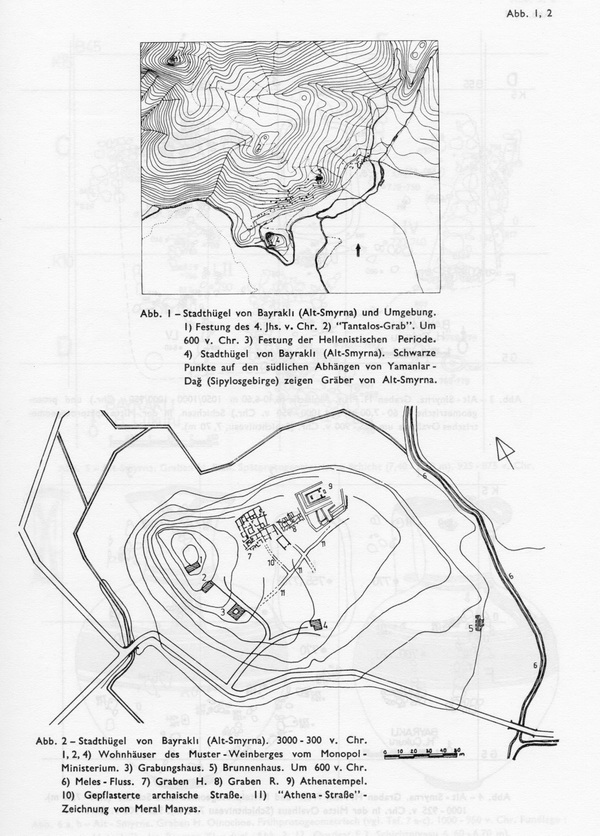 Abb. 1, 2
4
Abb. 1 – Stadthügel von Bayraklı (Alt-Smyrna) und Umgebung.
1) Festung des 4. Jhs. v. Chr. 2) "Tantalos-Grab". Um
600 v. Chr. 3) Festung der Hellenistischen Periode.
4) Stadthügel von Bayraklı (Alt-Smyrna). Schwarze
Punkte auf den südlichen Abhängen von Yamanlar-
Dağ (Sipylosgebirge) zeigen Gräber von Alt-Smyrna.
6
9
8
7
11
10
11
1
2
11
6
3
4
5
6
0 10 20 30 40 50
Abb. 2 – Stadthügel von Bayraklı (Alt-Smyrna). 3000 - 300 v. Chr.
1, 2, 4) Wohnhäuser des Muster-Weinberges vom Monopol-
Ministerium. 3) Grabungshaus. 5) Brunnenhaus. Um 600 v. Chr.
6) Meles - Fluss. 7) Graben H. 8) Graben R. 9) Athenatempel.
10) Gepflasterte archaische Straße. 11) "Athena - Straße" -
Zeichnung von Meral Manyas.